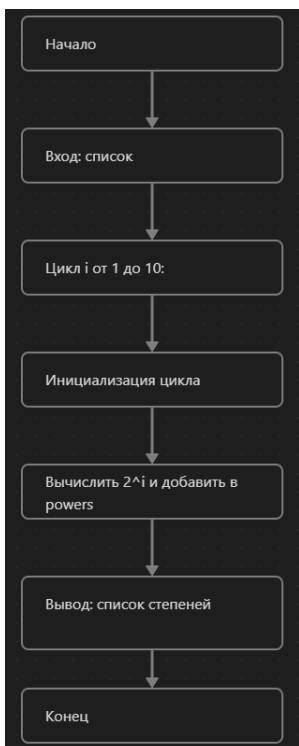 Начало
Вход: список
Цикл i от 1 до 10:
Инициализация цикла
Вычислить 2^i и добавить в
powers
Вывод: список степеней
Конец